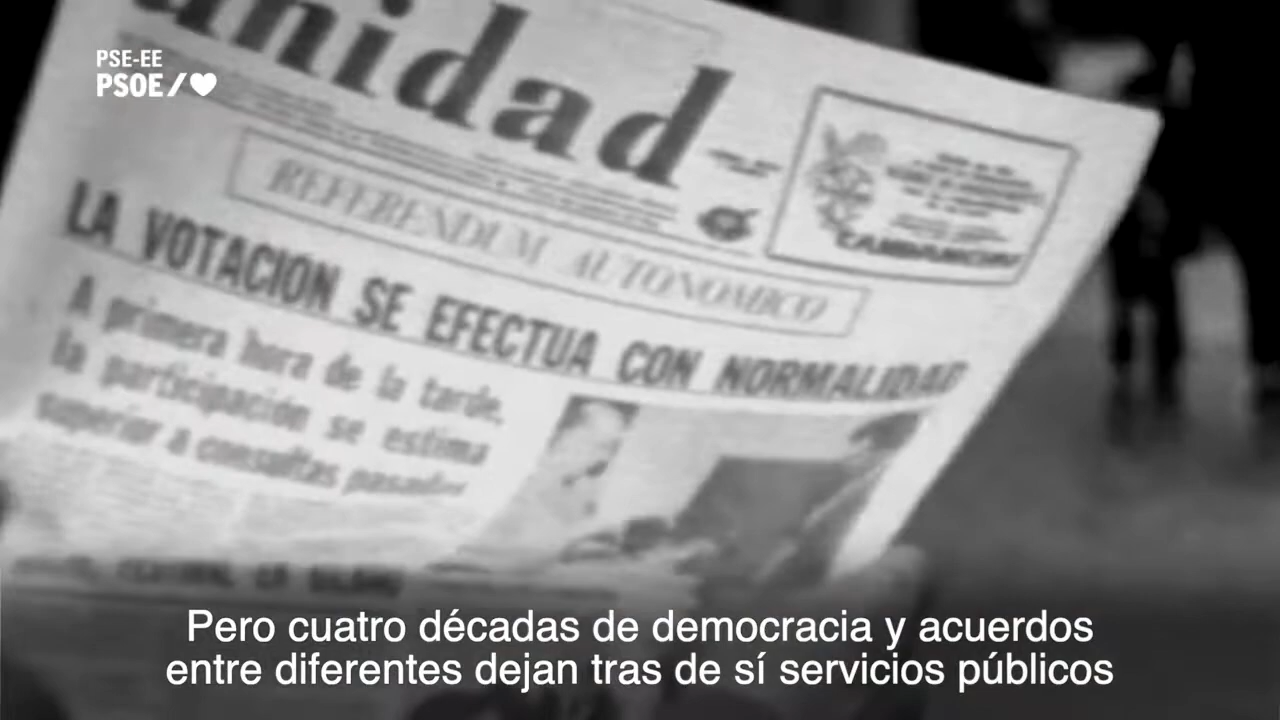 PSE-EE
PSOE/
unidad
REFERENDUM AUTONOMICO
LA VOTACION SE EFECTUA CON NORMALIDAD
A primera hora de la tarde,
la participación se estima
superior a consultas pasadas
Pero cuatro décadas de democracia y acuerdos
entre diferentes dejan tras de sí servicios públicos